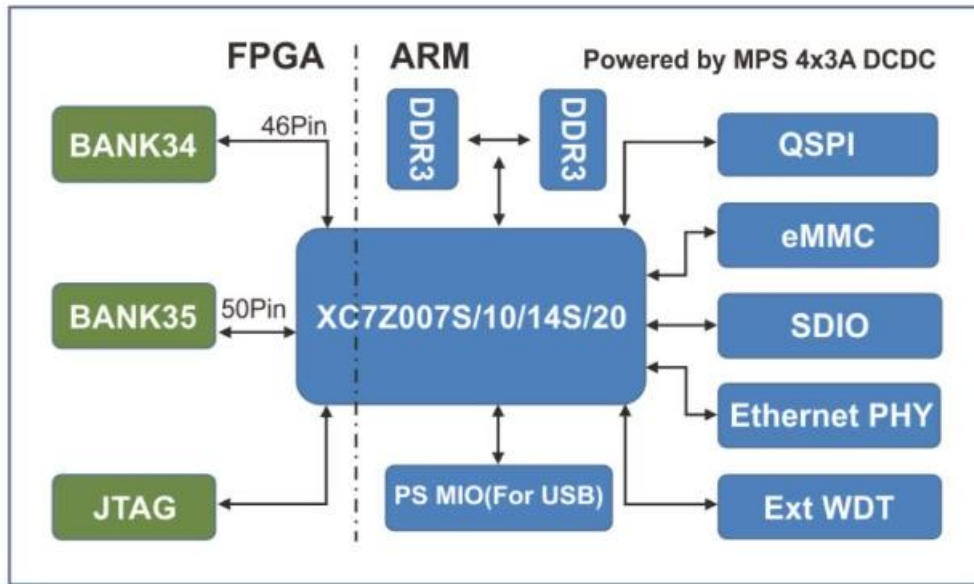 FPGA
ARM
Powered by MPS 4x3A DCDC
BANK34
46Pin
DDR3
DDR3
QSPI
eMMC
BANK35
50Pin
XC7Z007S/10/14S/20
SDIO
Ethernet PHY
JTAG
PS MIO(For USB)
Ext WDT